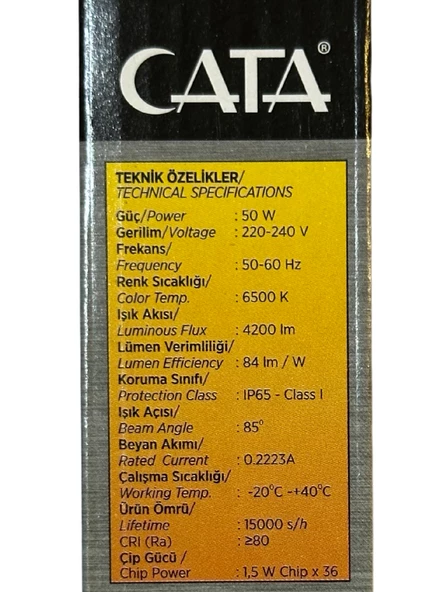 CATA®
TEKNİK ÖZELİKLER/
TECHNICAL SPECIFICATIONS
Güç/Power : 50 W
Gerilim/Voltage : 220-240 V
Frekans/
Frequency : 50-60 Hz
Renk Sıcaklığı/
Color Temp. : 6500 K
Işık Akısı/
Luminous Flux : 4200 lm
Lümen Verimliliği/
Lumen Efficiency : 84 lm / W
Koruma Sınıfı/
Protection Class : IP65 - Class I
Işık Açısı/
Beam Angle : 85°
Beyan Akımı/
Rated Current : 0.2223A
Çalışma Sıcaklığı/
Working Temp. : -20°C -+40°C
Ürün Ömrü/
Lifetime : 15000 s/h
CRI (Ra) : ≥80
Çip Gücü /
Chip Power : 1,5 W Chip x 36